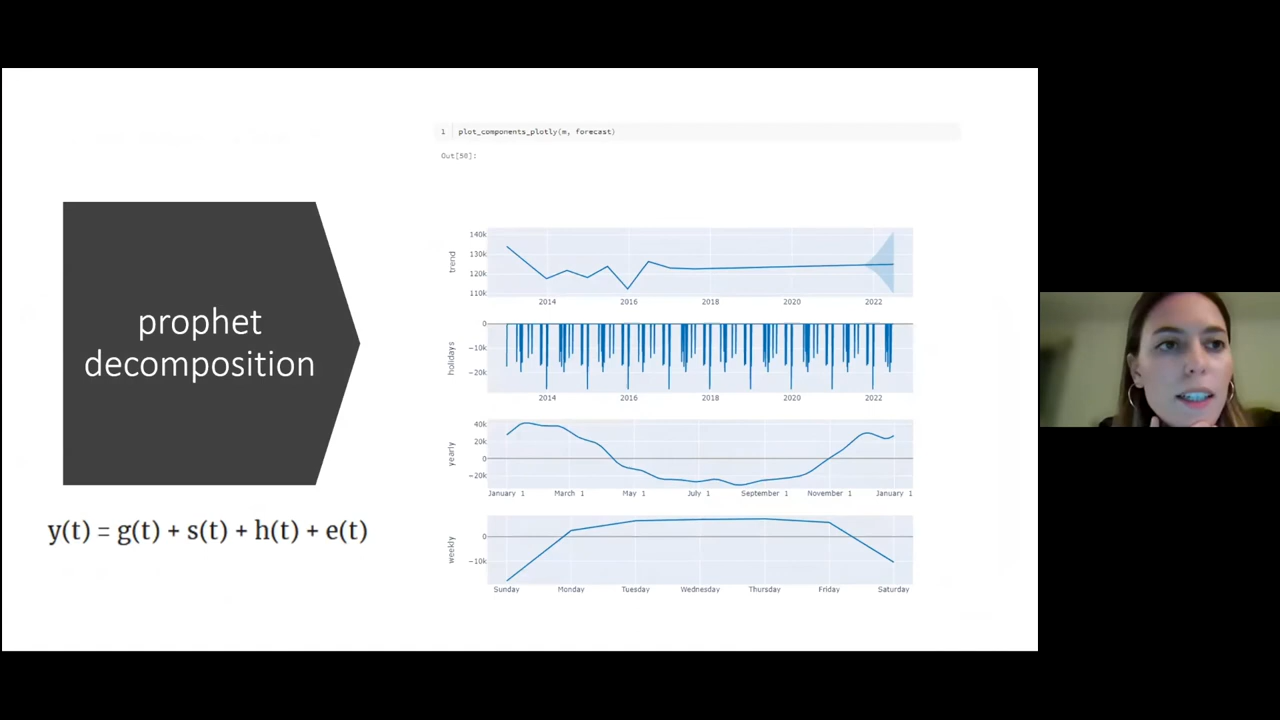 1 plot_components_plotly(m, forecast)
Out[50]:
prophet
decomposition
y(t) = g(t) + s(t) + h(t) + e(t)
trend
140k
130k
120k
110k
2014 2016 2018 2020 2022
holidays
0
−10k
−20k
2014 2016 2018 2020 2022
yearly
40k
20k
0
−20k
January 1 March 1 May 1 July 1 September 1 November 1 January 1
weekly
0
−10k
Sunday Monday Tuesday Wednesday Thursday Friday Saturday